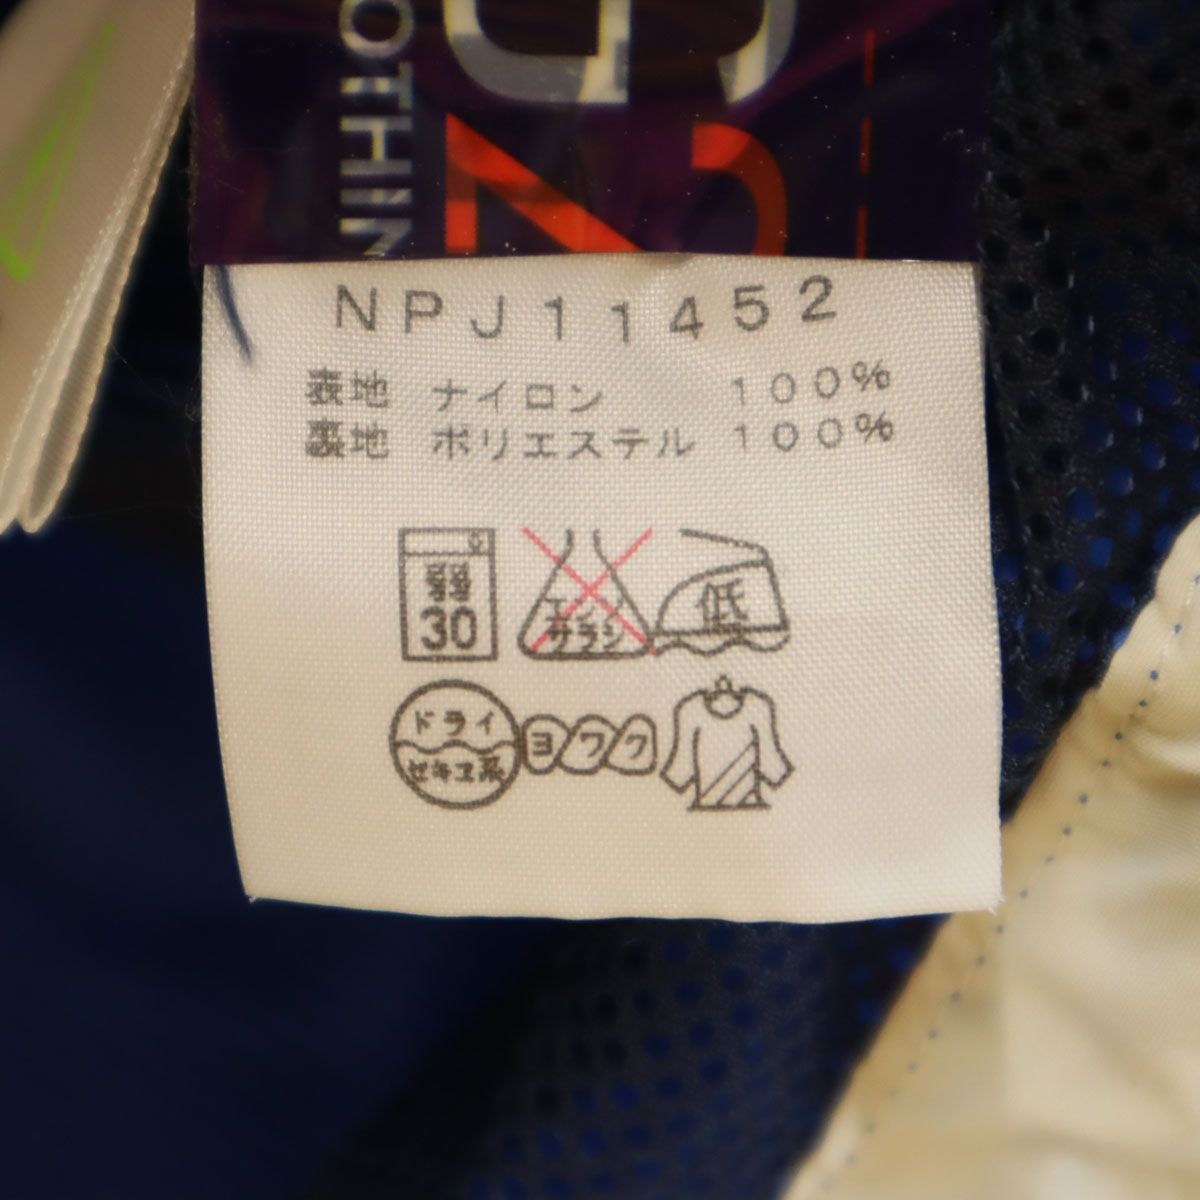 NPJ11452
表地 ナイロン 100%
裏地 ポリエステル 100%
弱 30
エンソ サラシ
低
ドライ
セキユ系
ヨワク